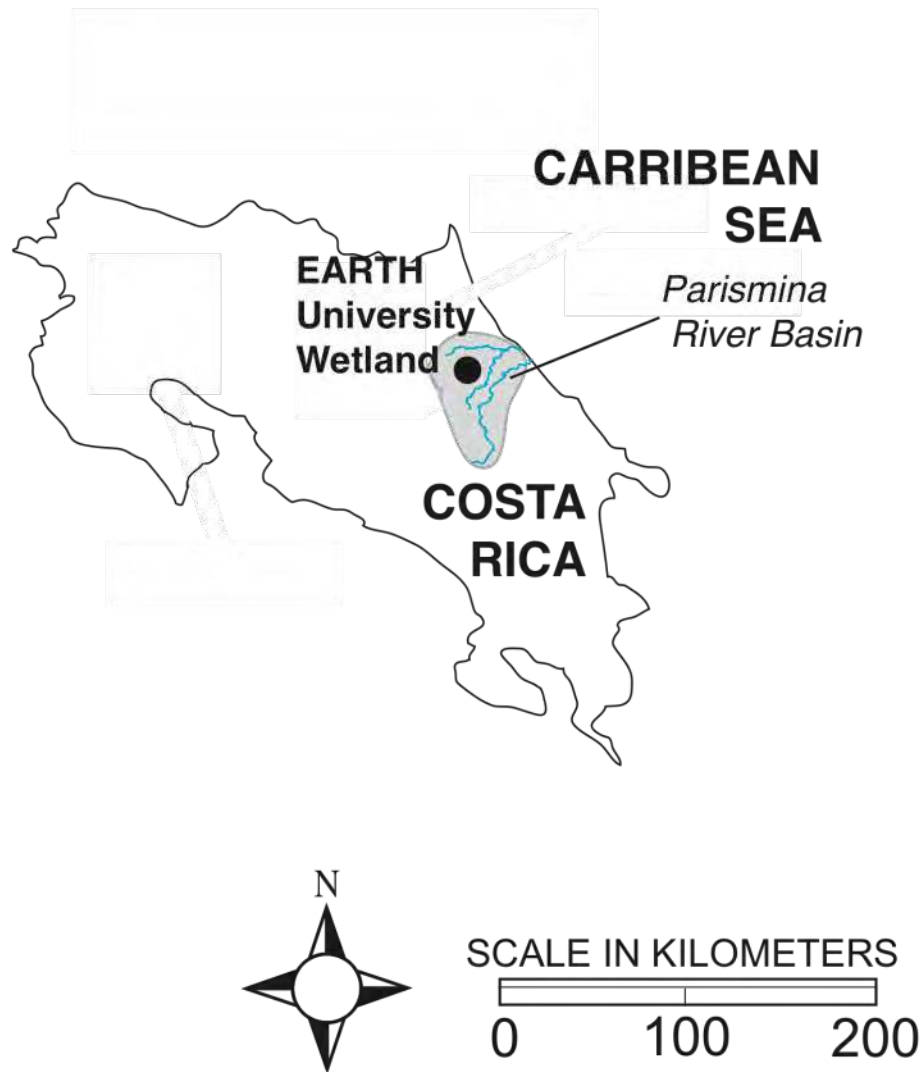 CARRIBEAN
SEA
EARTH
University
Wetland
Parismina
River Basin
COSTA
RICA
N
SCALE IN KILOMETERS
0 100 200